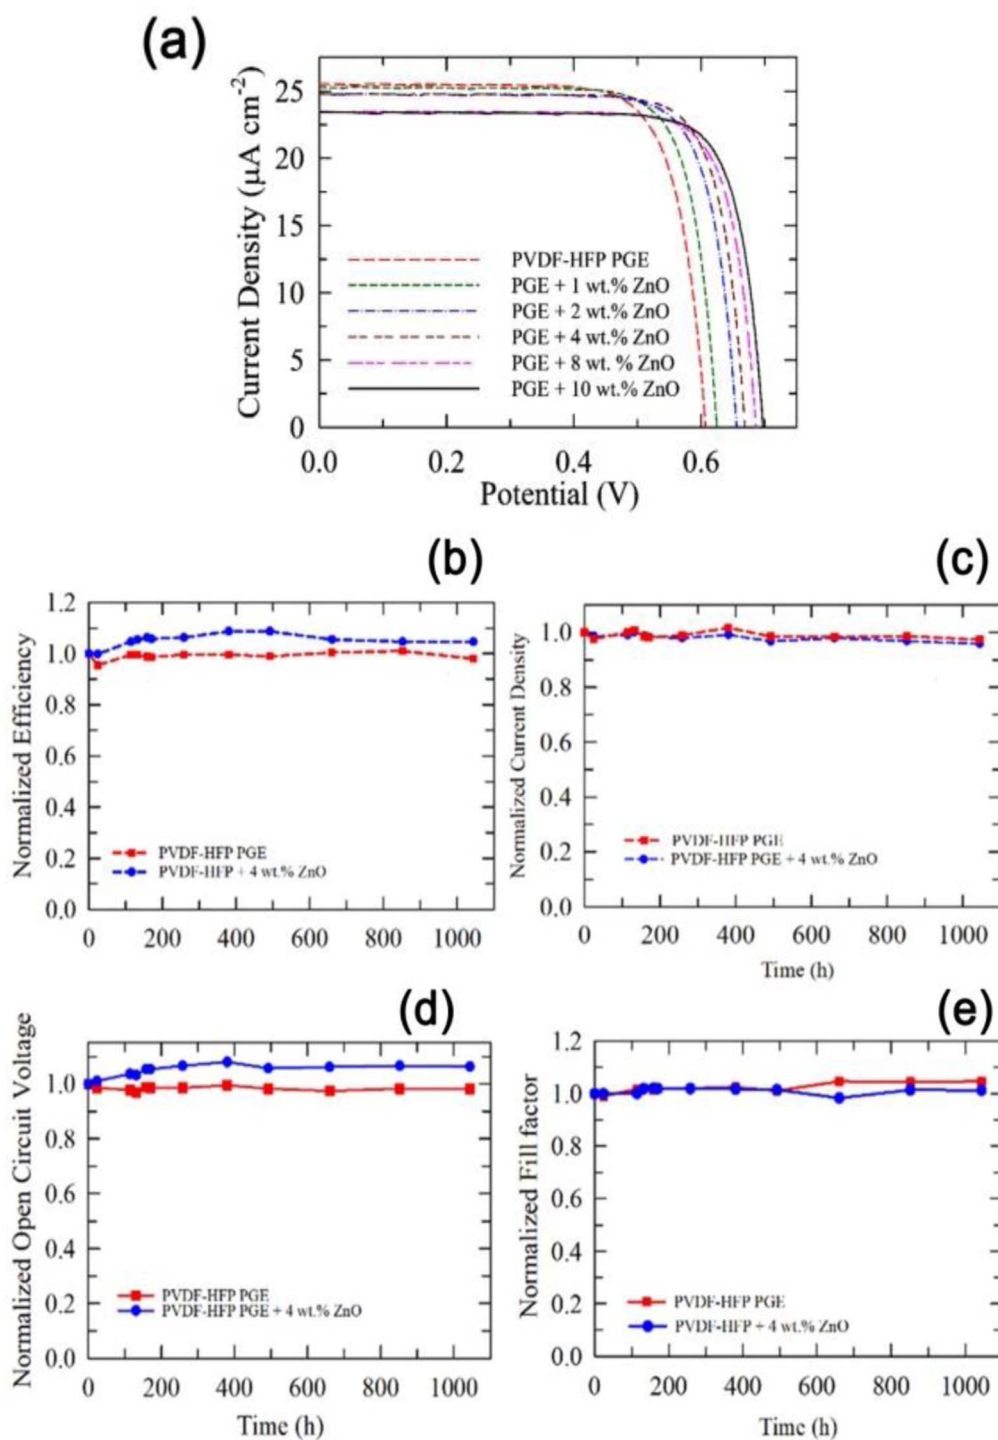 (a)
Current Density (µA cm-2)
25
20
15
10
5
0
PVDF-HFP PGE
PGE + 1 wt.% ZnO
PGE + 2 wt.% ZnO
PGE + 4 wt.% ZnO
PGE + 8 wt. % ZnO
PGE + 10 wt.% ZnO
0.0 0.2 0.4 0.6
Potential (V)
(b)
Normalized Efficiency
1.2
1.0
0.8
0.6
0.4
0.2
0.0
PVDF-HFP PGE
PVDF-HFP + 4 wt.% ZnO
0 200 400 600 800 1000
(c)
Normalized Current Density
1.0
0.8
0.6
0.4
0.2
0.0
PVDF-HFP PGE
PVDF-HFP PGE + 4 wt.% ZnO
0 200 400 600 800 1000
Time (h)
(d)
Normalized Open Circuit Voltage
1.0
0.8
0.6
0.4
0.2
0.0
PVDF-HFP PGE
PVDF-HFP PGE + 4 wt.% ZnO
0 200 400 600 800 1000
Time (h)
(e)
Normalized Fill factor
1.2
1.0
0.8
0.6
0.4
0.2
0.0
PVDF-HFP PGE
PVDF-HFP + 4 wt.% ZnO
0 200 400 600 800 1000
Time (h)